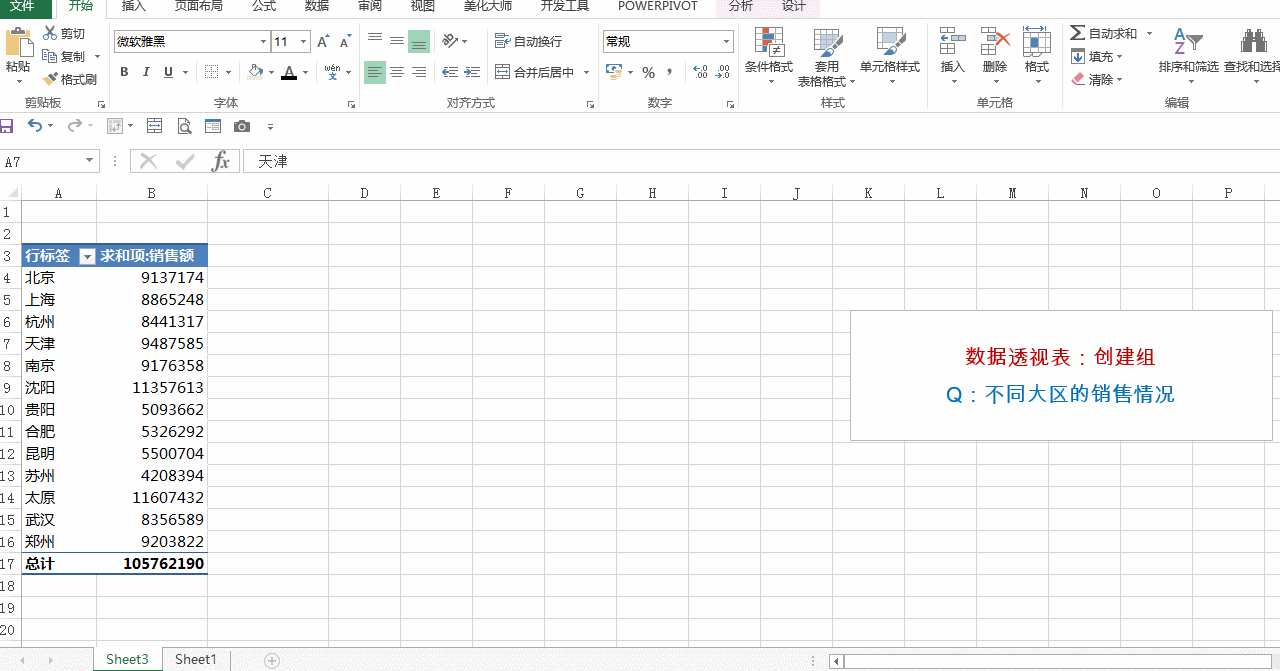 文件 开始 插入 页面布局 公式 数据 审阅 视图 美化大师 开发工具 POWERPIVOT 分析 设计
粘贴 剪切 复制 格式刷
微软雅黑 11
B I U A wén 文
自动换行
合并后居中
常规
% ,
条件格式 套用表格格式 单元格样式
插入 删除 格式
自动求和
填充
清除
排序和筛选 查找和选择
剪贴板 字体 对齐方式 数字 样式 单元格 编辑
A7 fx 天津
A B C D E F G H I J K L M N O P
1
2
3 行标签 求和项:销售额
4 北京 9137174
5 上海 8865248
6 杭州 8441317
7 天津 9487585
8 南京 9176358
9 沈阳 11357613
10 贵阳 5093662
11 合肥 5326292
12 昆明 5500704
13 苏州 4208394
14 太原 11607432
15 武汉 8356589
16 郑州 9203822
17 总计 105762190
18
19
20
数据透视表：创建组
Q：不同大区的销售情况
Sheet3 Sheet1